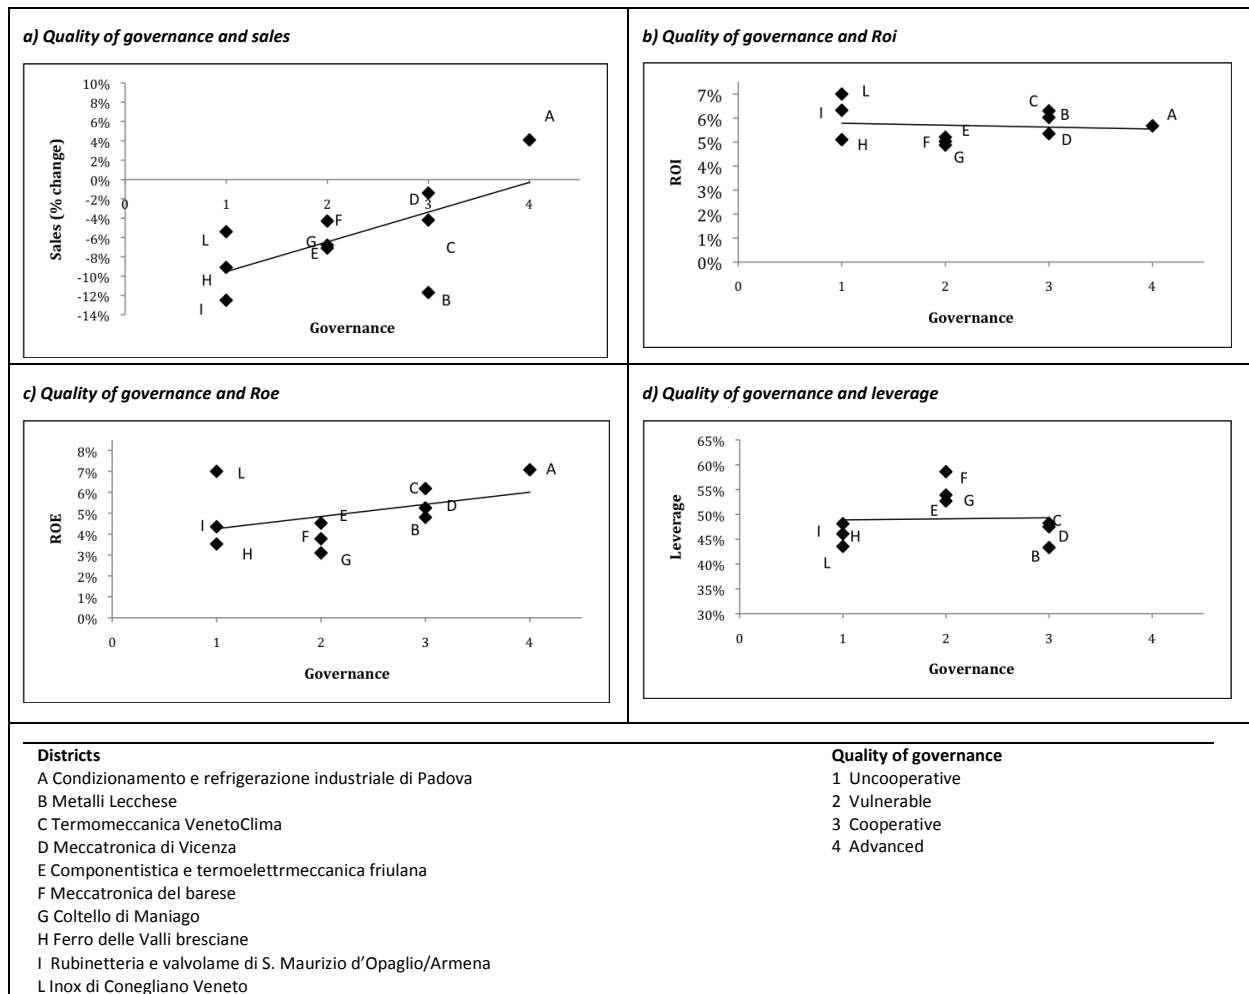 a) Quality of governance and sales
10%
8%
6%
4%
2%
0%
-2%
-4%
-6%
-8%
-10%
-12%
-14%
Sales (% change)
0
1
2
3
4
A
D
F
L
G
C
E
H
I
B
Governance
b) Quality of governance and Roi
7%
6%
5%
4%
3%
2%
1%
0%
ROI
L
I
H
E
F
G
C
B
D
A
0
1
2
3
4
Governance
c) Quality of governance and Roe
8%
7%
6%
5%
4%
3%
2%
1%
0%
ROE
L
I
H
E
F
G
C
D
B
A
0
1
2
3
4
Governance
d) Quality of governance and leverage
65%
60%
55%
50%
45%
40%
35%
30%
Leverage
I
H
L
F
G
E
C
D
B
0
1
2
3
4
Governance
Districts
A Condizionamento e refrigerazione industriale di Padova
B Metalli Lecchese
C Termomeccanica VenetoClima
D Meccatronica di Vicenza
E Componentistica e termoelettrmeccanica friulana
F Meccatronica del barese
G Coltello di Maniago
H Ferro delle Valli bresciane
I Rubinetteria e valvolame di S. Maurizio d’Opaglio/Armena
L Inox di Conegliano Veneto
Quality of governance
1 Uncooperative
2 Vulnerable
3 Cooperative
4 Advanced